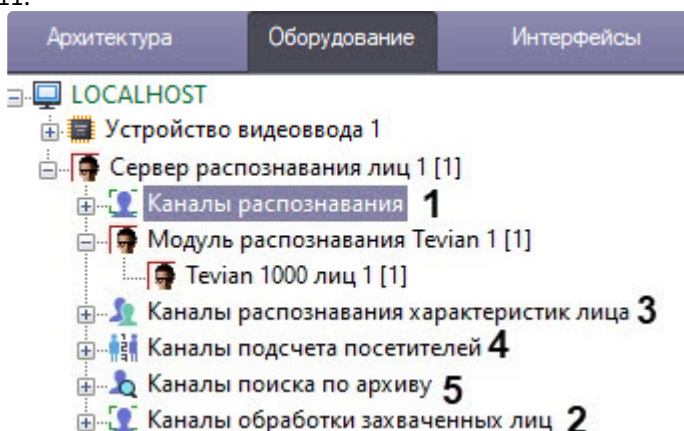 11.
Архитектура Оборудование Интерфейсы
LOCALHOST
Устройство видеоввода 1
Сервер распознавания лиц 1 [1]
Каналы распознавания 1
Модуль распознавания Tevian 1 [1]
Tevian 1000 лиц 1 [1]
Каналы распознавания характеристик лица 3
Каналы подсчета посетителей 4
Каналы поиска по архиву 5
Каналы обработки захваченных лиц 2